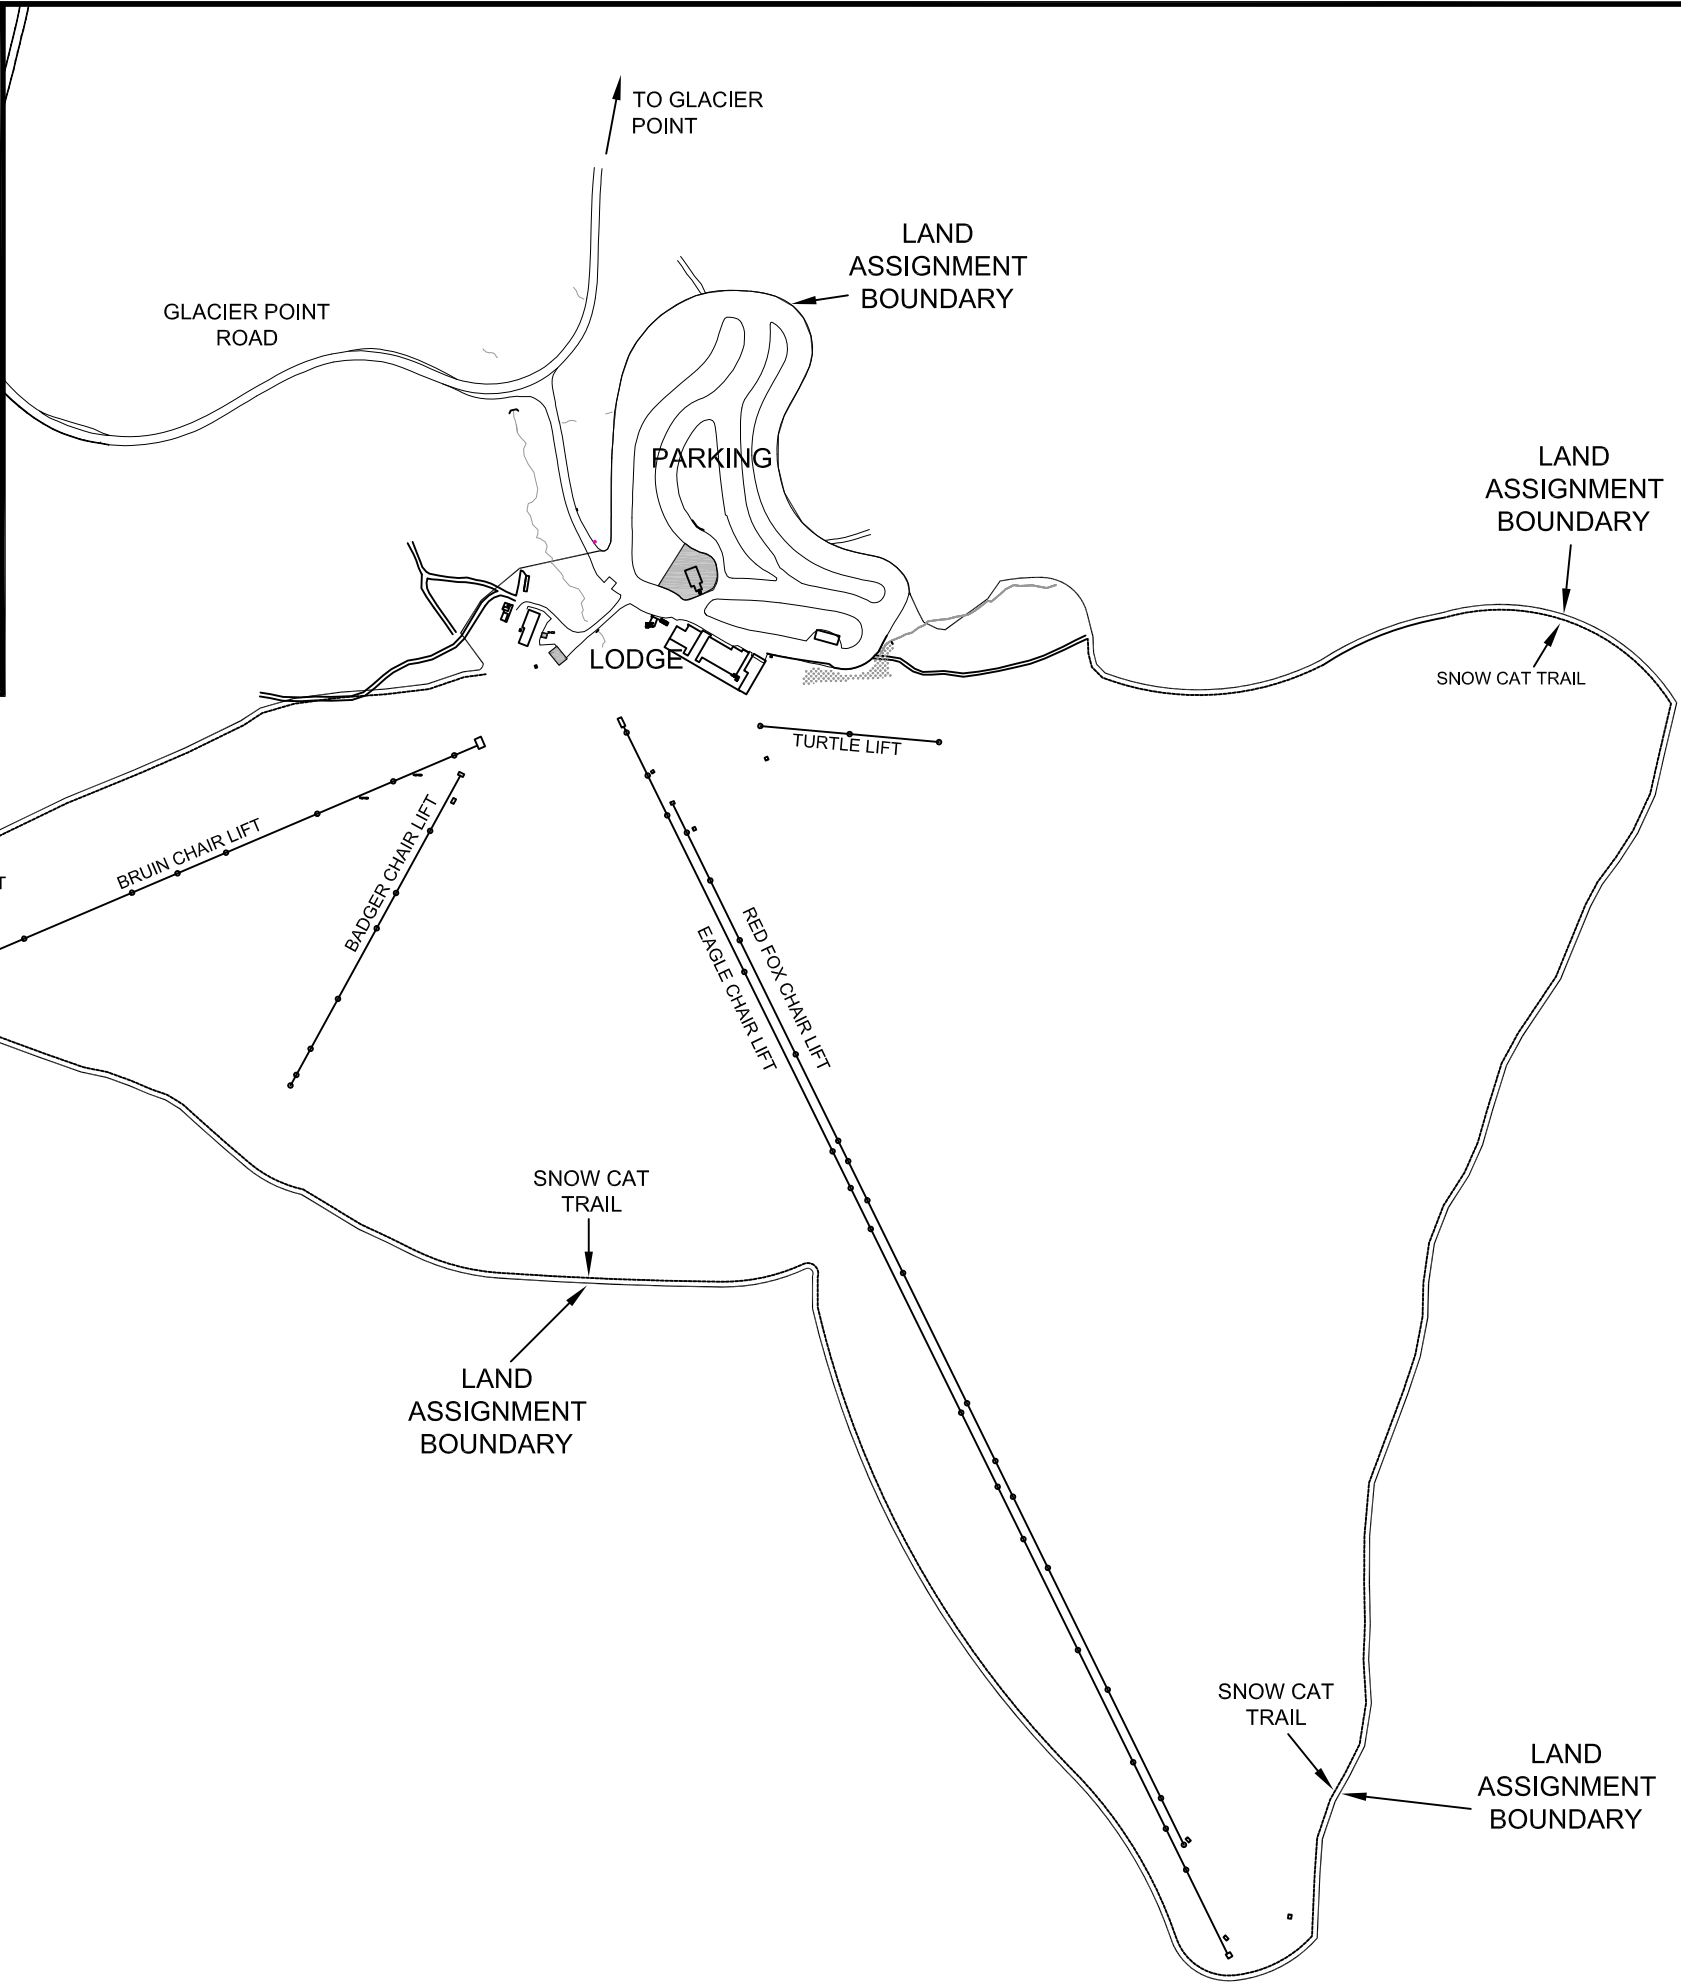 TO GLACIER
POINT
LAND
ASSIGNMENT
BOUNDARY
GLACIER POINT
ROAD
PARKING
LAND
ASSIGNMENT
BOUNDARY
LODGE
SNOW CAT TRAIL
TURTLE LIFT
BRUIN CHAIR LIFT
BADGER CHAIR LIFT
T
RED FOX CHAIR LIFT
EAGLE CHAIR LIFT
SNOW CAT
TRAIL
LAND
ASSIGNMENT
BOUNDARY
SNOW CAT
TRAIL
LAND
ASSIGNMENT
BOUNDARY